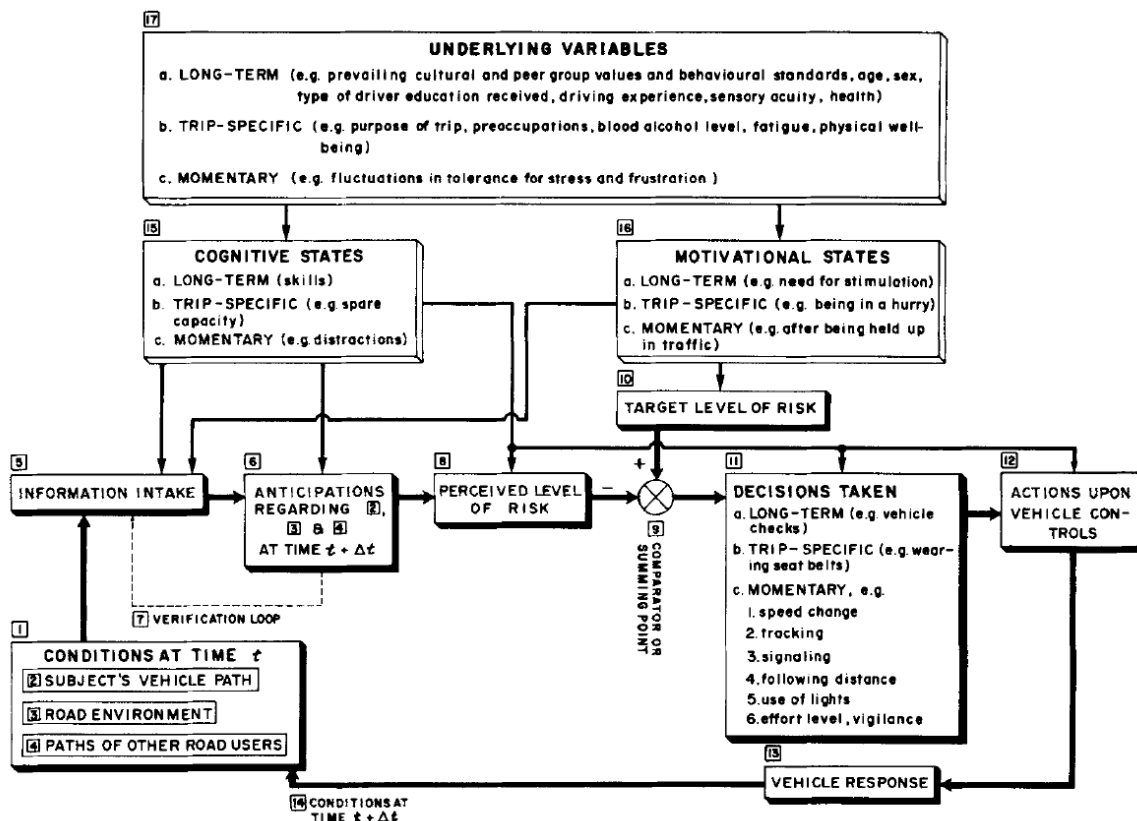 17
UNDERLYING VARIABLES
a. LONG-TERM (e.g. prevailing cultural and peer group values and behavioural standards, age, sex,
type of driver education received, driving experience, sensory acuity, health)
b. TRIP-SPECIFIC (e.g. purpose of trip, preoccupations, blood alcohol level, fatigue, physical well-
being)
c. MOMENTARY (e.g. fluctuations in tolerance for stress and frustration)
15
COGNITIVE STATES
a. LONG-TERM (skills)
b. TRIP-SPECIFIC (e.g. spare
capacity)
c. MOMENTARY (e.g. distractions)
16
MOTIVATIONAL STATES
a. LONG-TERM (e.g. need for stimulation)
b. TRIP-SPECIFIC (e.g. being in a hurry)
c. MOMENTARY (e.g. after being held up
in traffic)
10
TARGET LEVEL OF RISK
5
INFORMATION INTAKE
6
ANTICIPATIONS
REGARDING 2,
3 & 4
AT TIME t + Δt
7 VERIFICATION LOOP
8
PERCEIVED LEVEL
OF RISK
+
−
9
COMPARATOR OR
SUMMING POINT
11
DECISIONS TAKEN
a. LONG-TERM (e.g. vehicle
checks)
b. TRIP-SPECIFIC (e.g. wear-
ing seat belts)
c. MOMENTARY, e.g.
1. speed change
2. tracking
3. signaling
4. following distance
5. use of lights
6. effort level, vigilance
12
ACTIONS UPON
VEHICLE CON-
TROLS
1
CONDITIONS AT TIME t
2 SUBJECT'S VEHICLE PATH
3 ROAD ENVIRONMENT
4 PATHS OF OTHER ROAD USERS
13
VEHICLE RESPONSE
14 CONDITIONS AT
TIME t + Δt